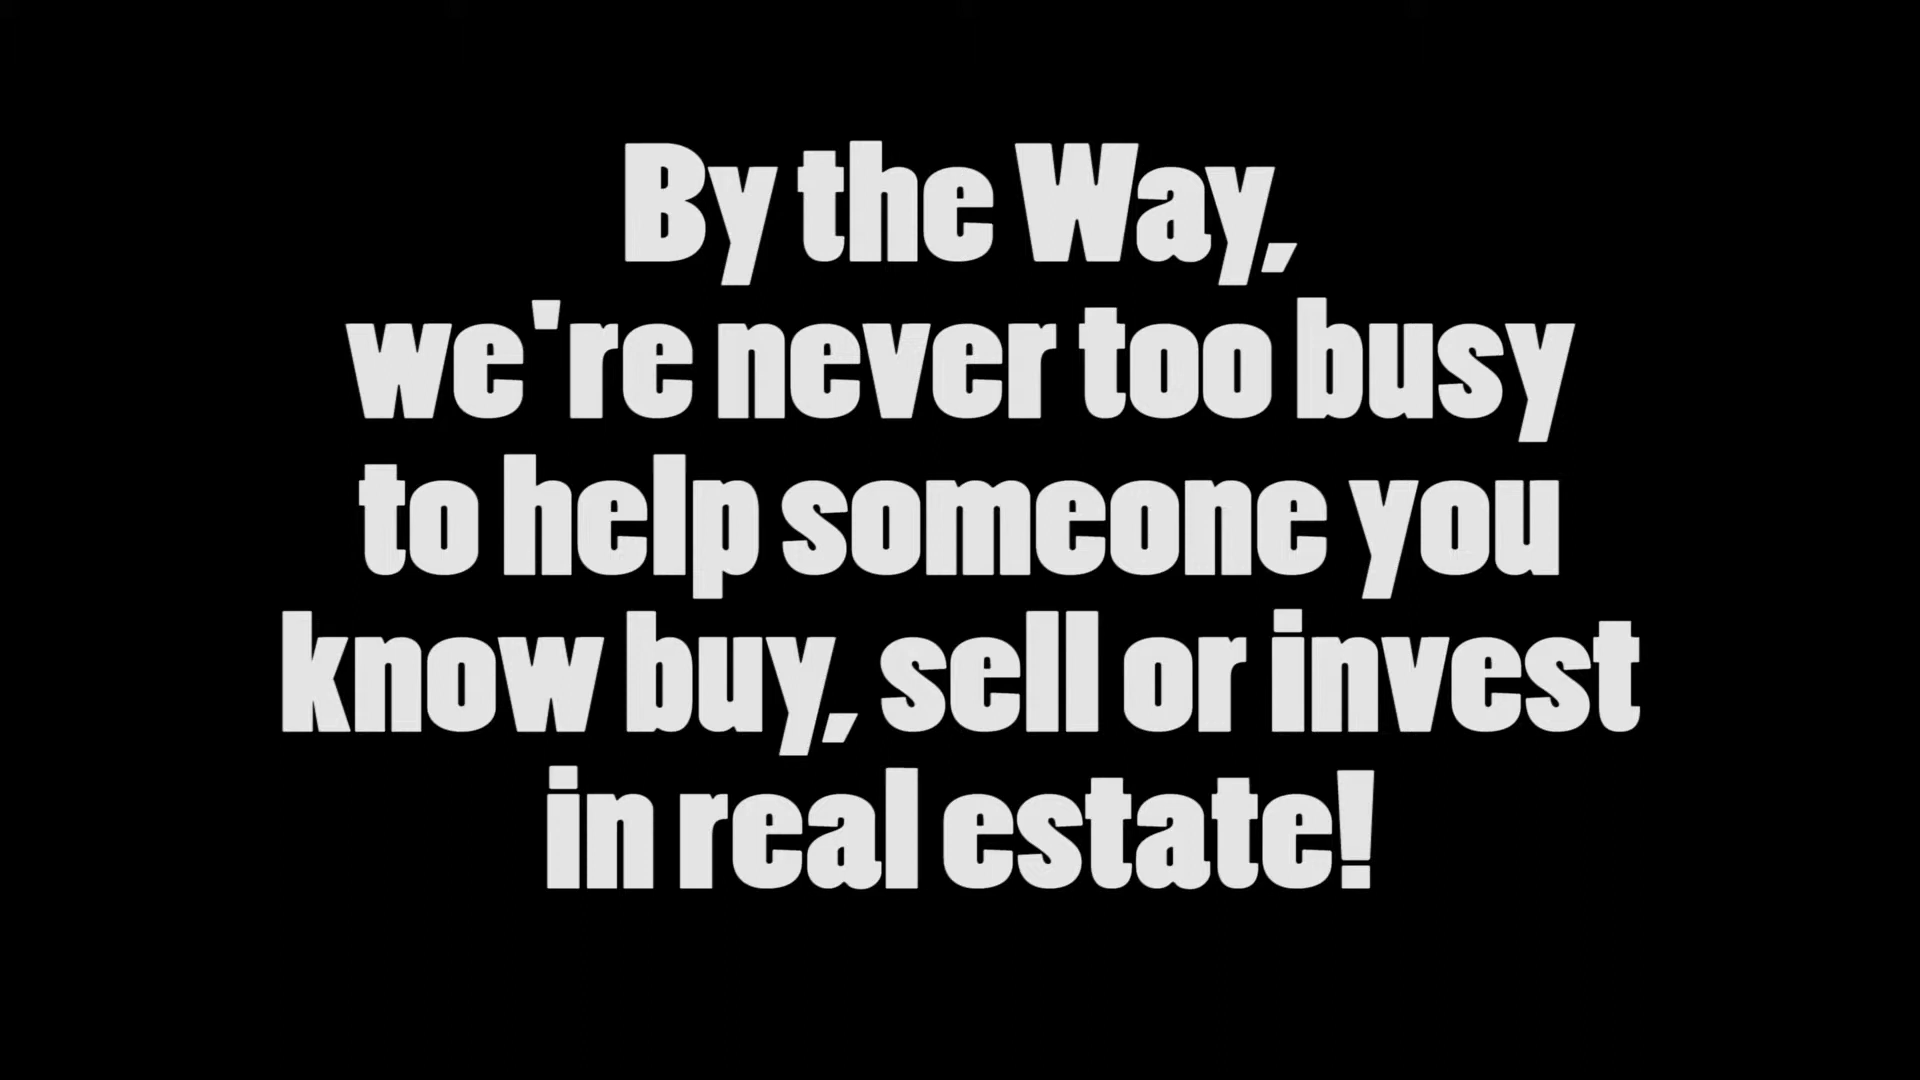 By the Way,
we're never too busy
to help someone you
know buy, sell or invest
in real estate!